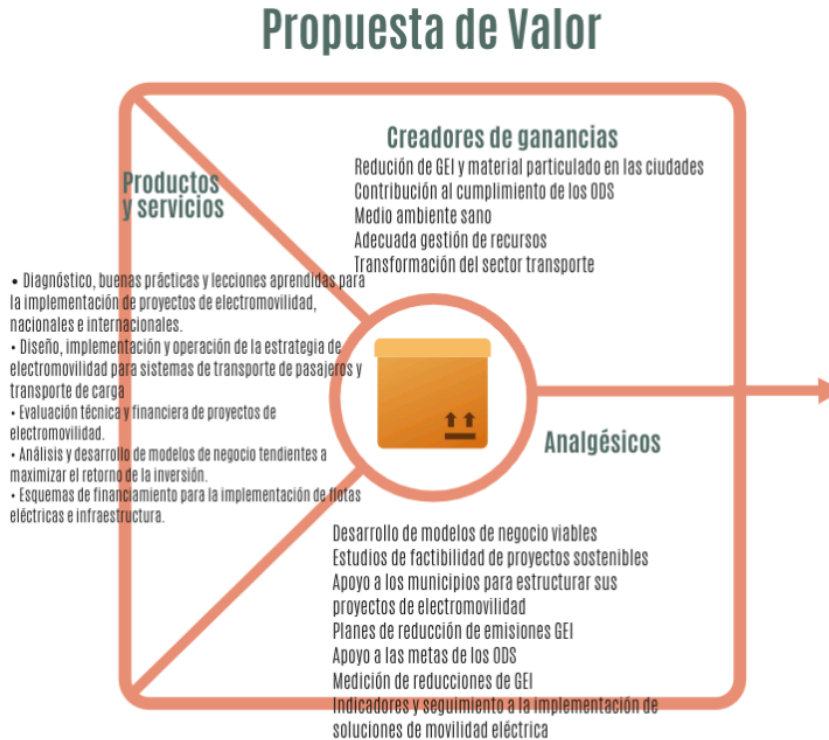 Propuesta de Valor
Creadores de ganancias
Redución de GEI y material particulado en las ciudades
Contribución al cumplimiento de los ODS
Medio ambiente sano
Adecuada gestión de recursos
Transformación del sector transporte
Productos
y servicios
• Diagnóstico, buenas prácticas y lecciones aprendidas para
la implementación de proyectos de electromovilidad,
nacionales e internacionales.
• Diseño, implementación y operación de la estrategia de
electromovilidad para sistemas de transporte de pasajeros y
transporte de carga
• Evaluación técnica y financiera de proyectos de
electromovilidad.
• Análisis y desarrollo de modelos de negocio tendientes a
maximizar el retorno de la inversión.
• Esquemas de financiamiento para la implementación de flotas
eléctricas e infraestructura.
Analgésicos
Desarrollo de modelos de negocio viables
Estudios de factibilidad de proyectos sostenibles
Apoyo a los municipios para estructurar sus
proyectos de electromovilidad
Planes de reducción de emisiones GEI
Apoyo a las metas de los ODS
Medición de reducciones de GEI
Indicadores y seguimiento a la implementación de
soluciones de movilidad eléctrica